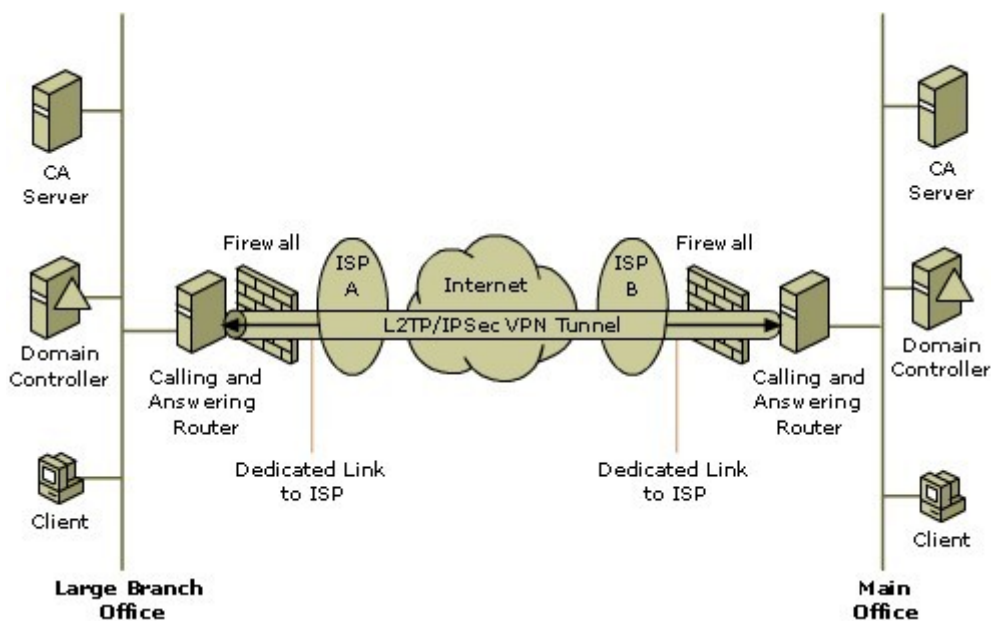 CA
Server
CA
Server
Firewall
ISP
A
Internet
ISP
B
Firewall
L2TP/IPSec VPN Tunnel
Domain
Controller
Calling and
Answering
Router
Calling and
Answering
Router
Domain
Controller
Dedicated Link
to ISP
Dedicated Link
to ISP
Client
Client
Large Branch
Office
Main
Office